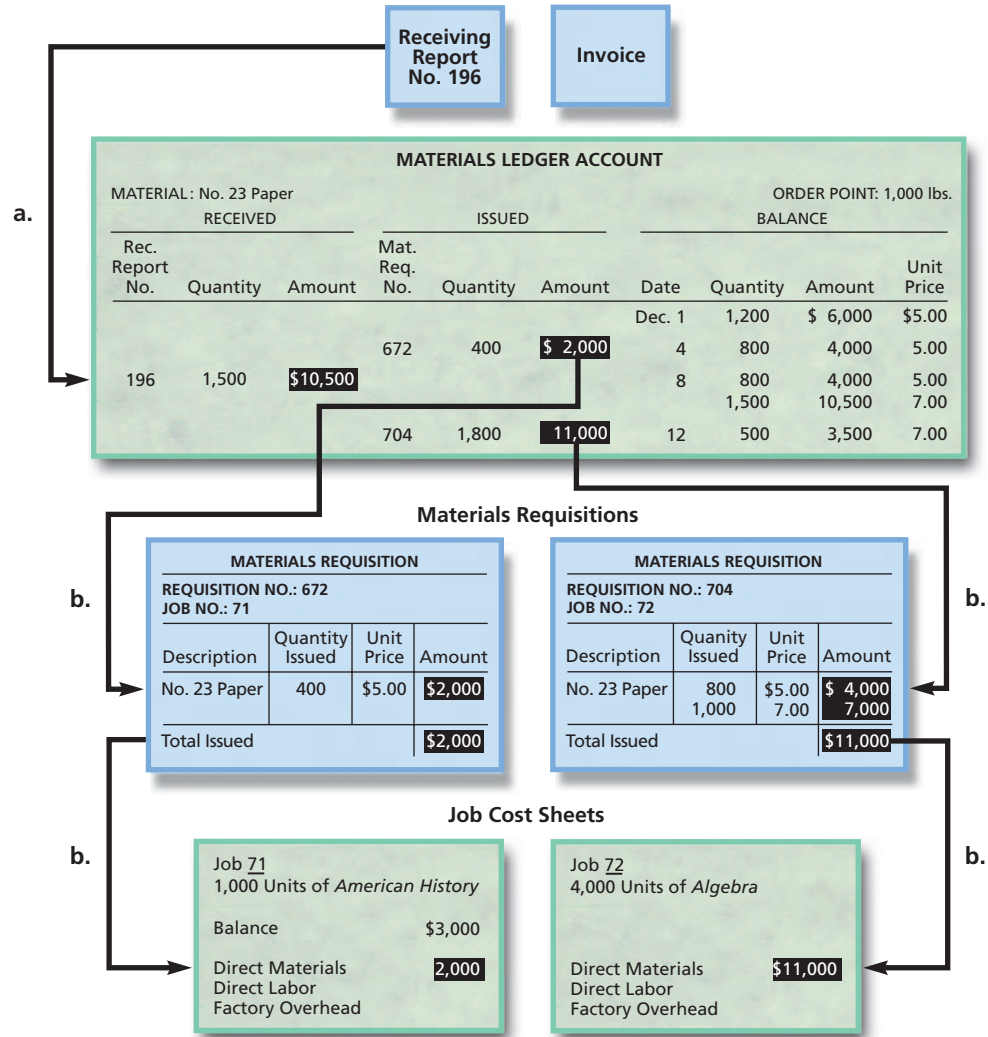 Receiving
Report
No. 196
Invoice
MATERIALS LEDGER ACCOUNT
MATERIAL: No. 23 Paper ORDER POINT: 1,000 lbs.
a.
RECEIVED ISSUED BALANCE
Rec. Mat.
Report Req. Unit
No. Quantity Amount No. Quantity Amount Date Quantity Amount Price
Dec. 1 1,200 $ 6,000 $5.00
672 400 $ 2,000 4 800 4,000 5.00
196 1,500 $10,500 8 800 4,000 5.00
1,500 10,500 7.00
704 1,800 11,000 12 500 3,500 7.00
Materials Requisitions
b.
MATERIALS REQUISITION
REQUISITION NO.: 672
JOB NO.: 71
Quantity Unit
Description Issued Price Amount
No. 23 Paper 400 $5.00 $2,000
Total Issued $2,000
b.
MATERIALS REQUISITION
REQUISITION NO.: 704
JOB NO.: 72
Quanity Unit
Description Issued Price Amount
No. 23 Paper 800 $5.00 $ 4,000
1,000 7.00 7,000
Total Issued $11,000
Job Cost Sheets
b.
Job 71
1,000 Units of American History
Balance $3,000
Direct Materials 2,000
Direct Labor
Factory Overhead
b.
Job 72
4,000 Units of Algebra
Direct Materials $11,000
Direct Labor
Factory Overhead